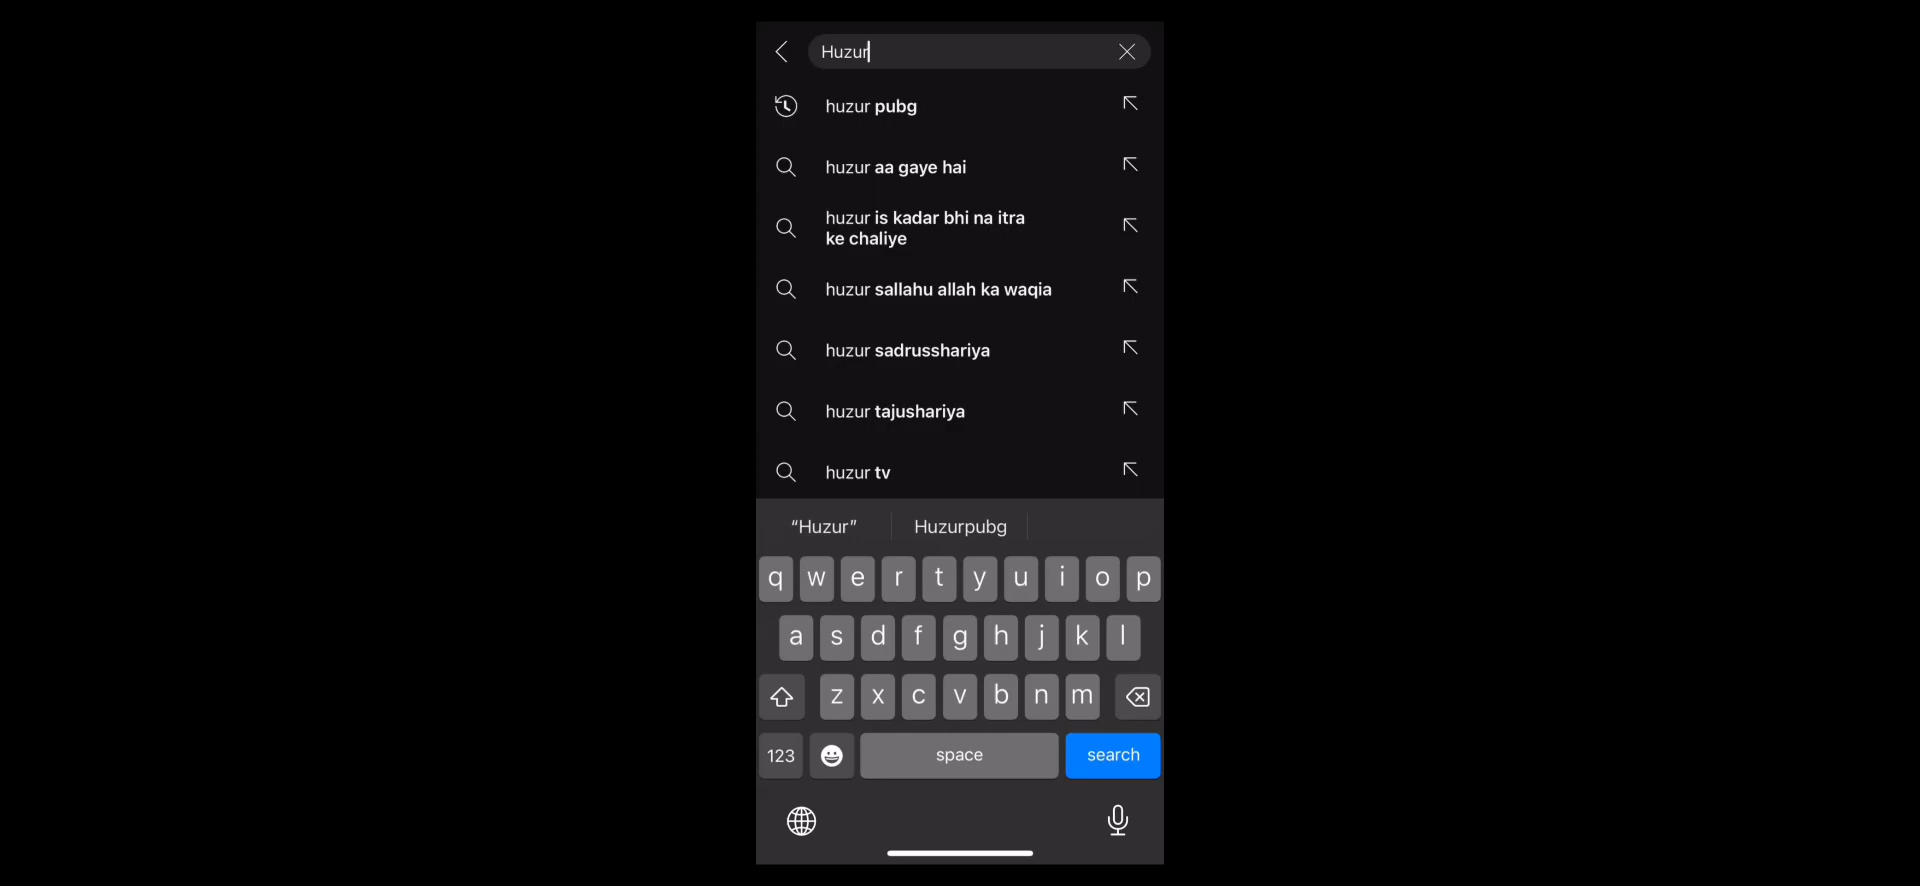 Huzur
huzur pubg
huzur aa gaye hai
huzur is kadar bhi na itra
ke chaliye
huzur sallahu allah ka waqia
huzur sadrusshariya
huzur tajushariya
huzur tv
“Huzur” Huzurpubg
q w e r t y u i o p
a s d f g h j k l
z x c v b n m
123 space search